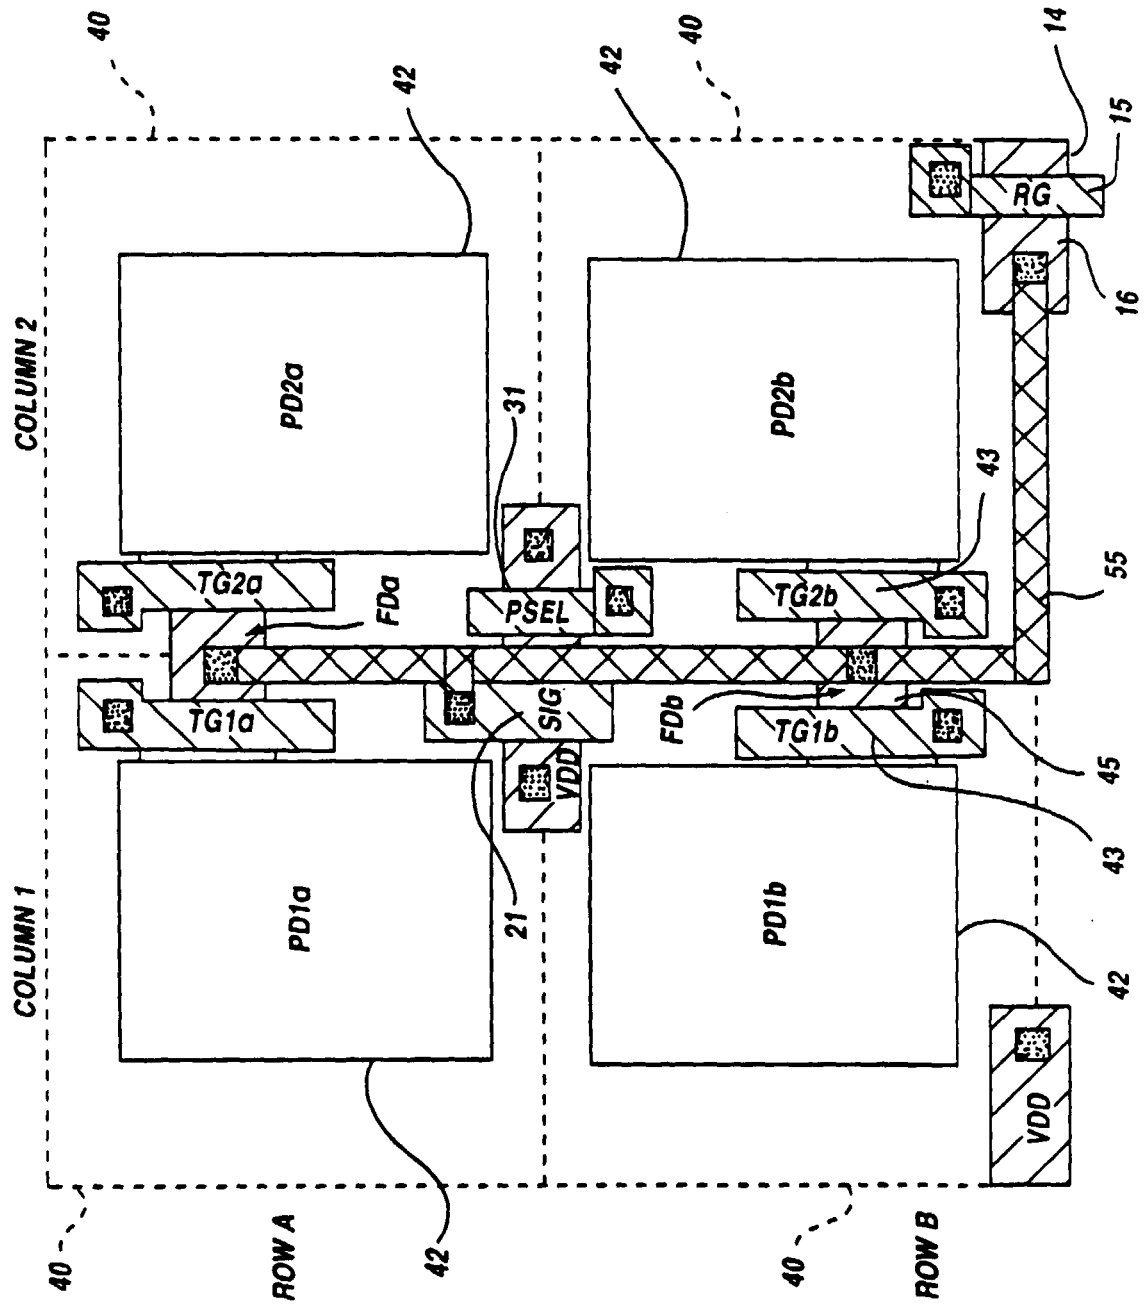 COLUMN 1
COLUMN 2
40
40
TG1a
TG2a
ROW A
PD1a
PD2a
FDa
42
42
21
31
SIG
PSEL
VDD
42
FDb
40
PD1b
PD2b
40
TG1b
TG2b
ROW B
43
VDD
RG
14
42
43
45
55
16
15